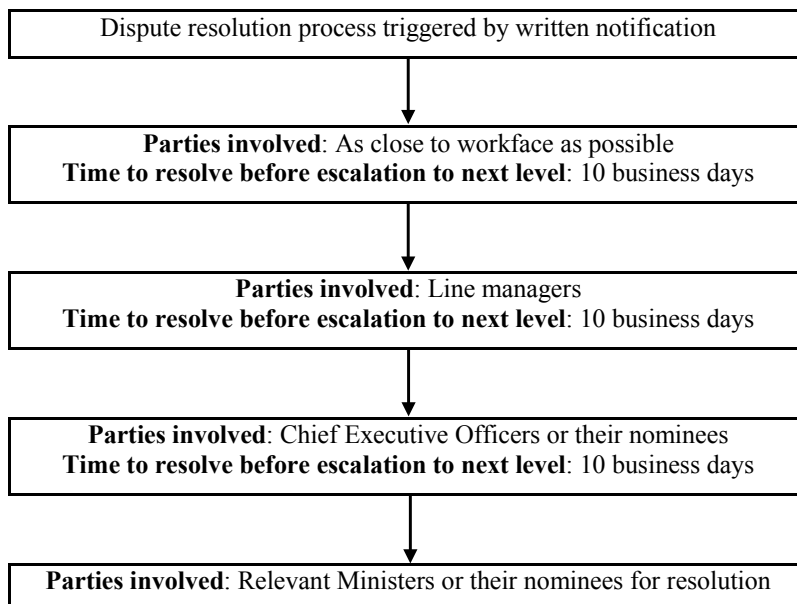 Dispute resolution process triggered by written notification
Parties involved: As close to workface as possible
Time to resolve before escalation to next level: 10 business days
Parties involved: Line managers
Time to resolve before escalation to next level: 10 business days
Parties involved: Chief Executive Officers or their nominees
Time to resolve before escalation to next level: 10 business days
Parties involved: Relevant Ministers or their nominees for resolution